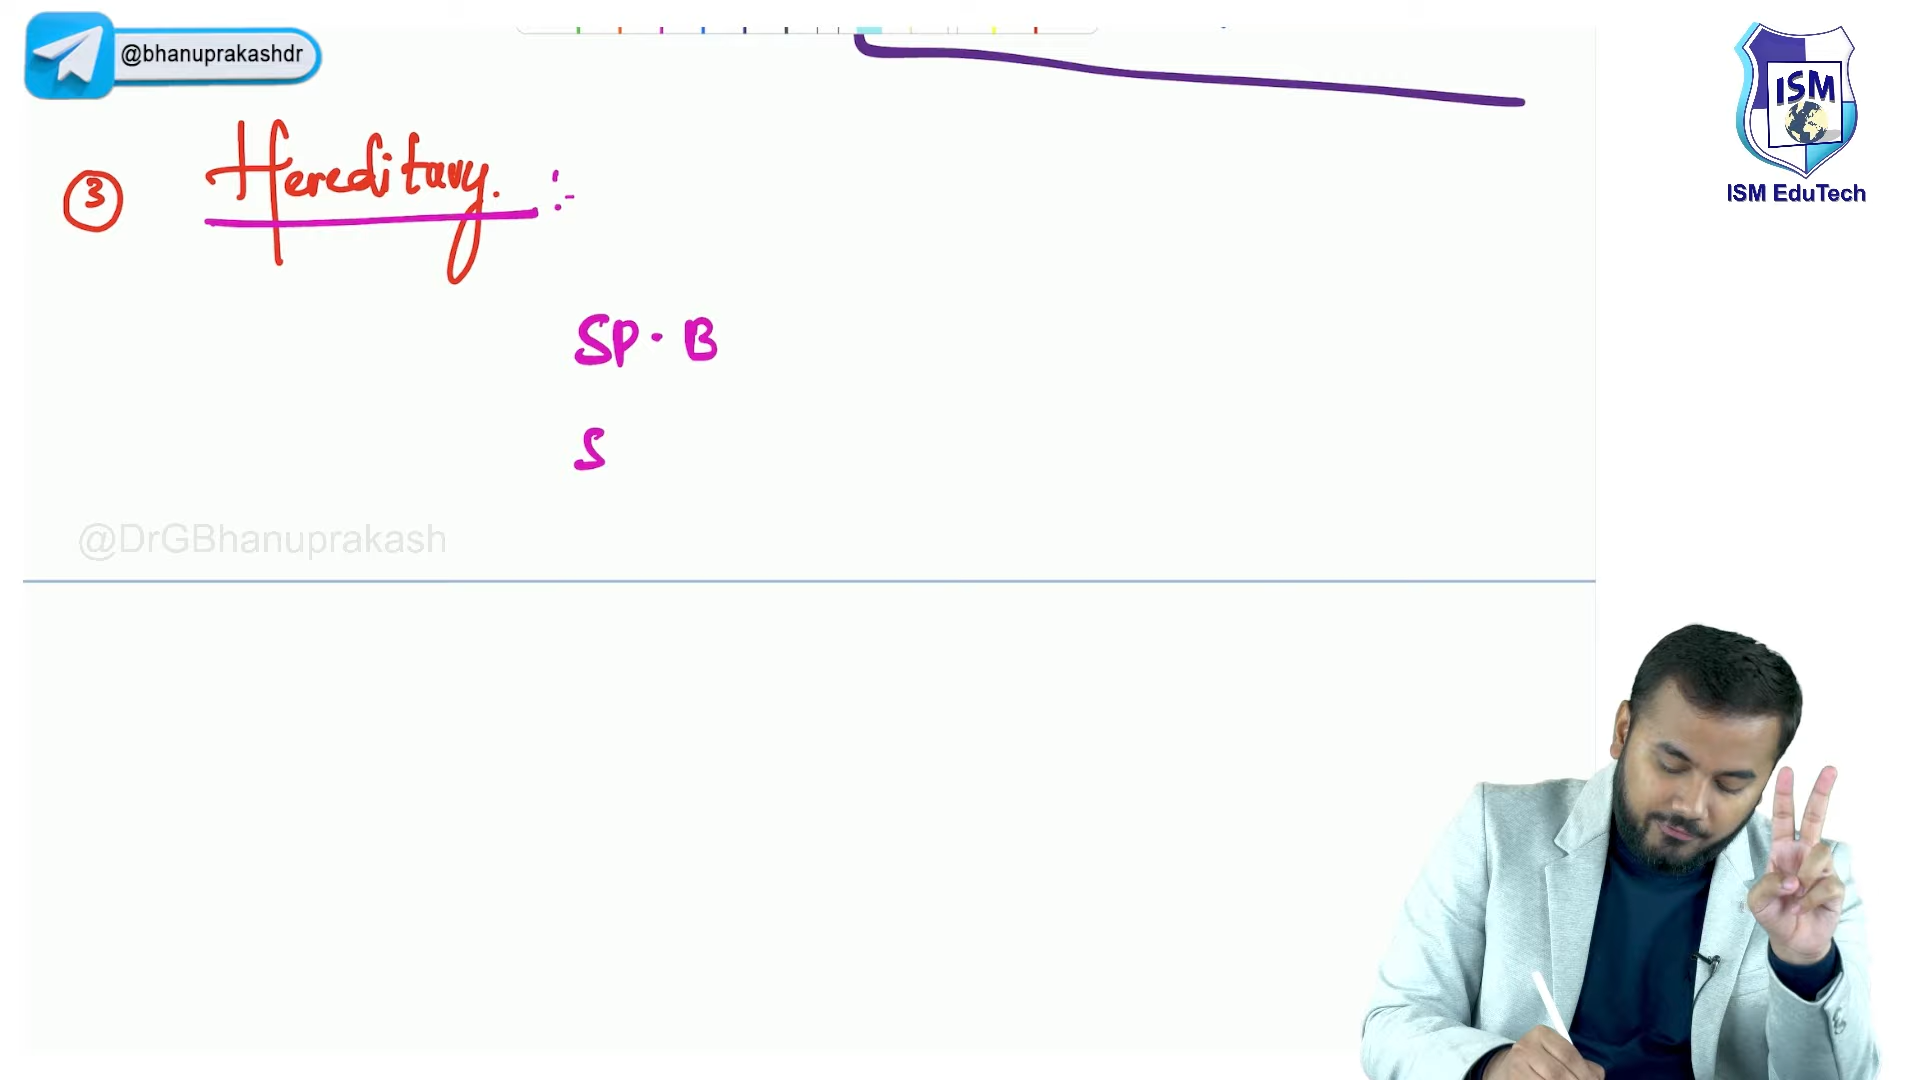 @bhanuprakashdr
ISM
ISM EduTech
③ Hereditary. :-
SP-B
S
@DrGBhanuprakash